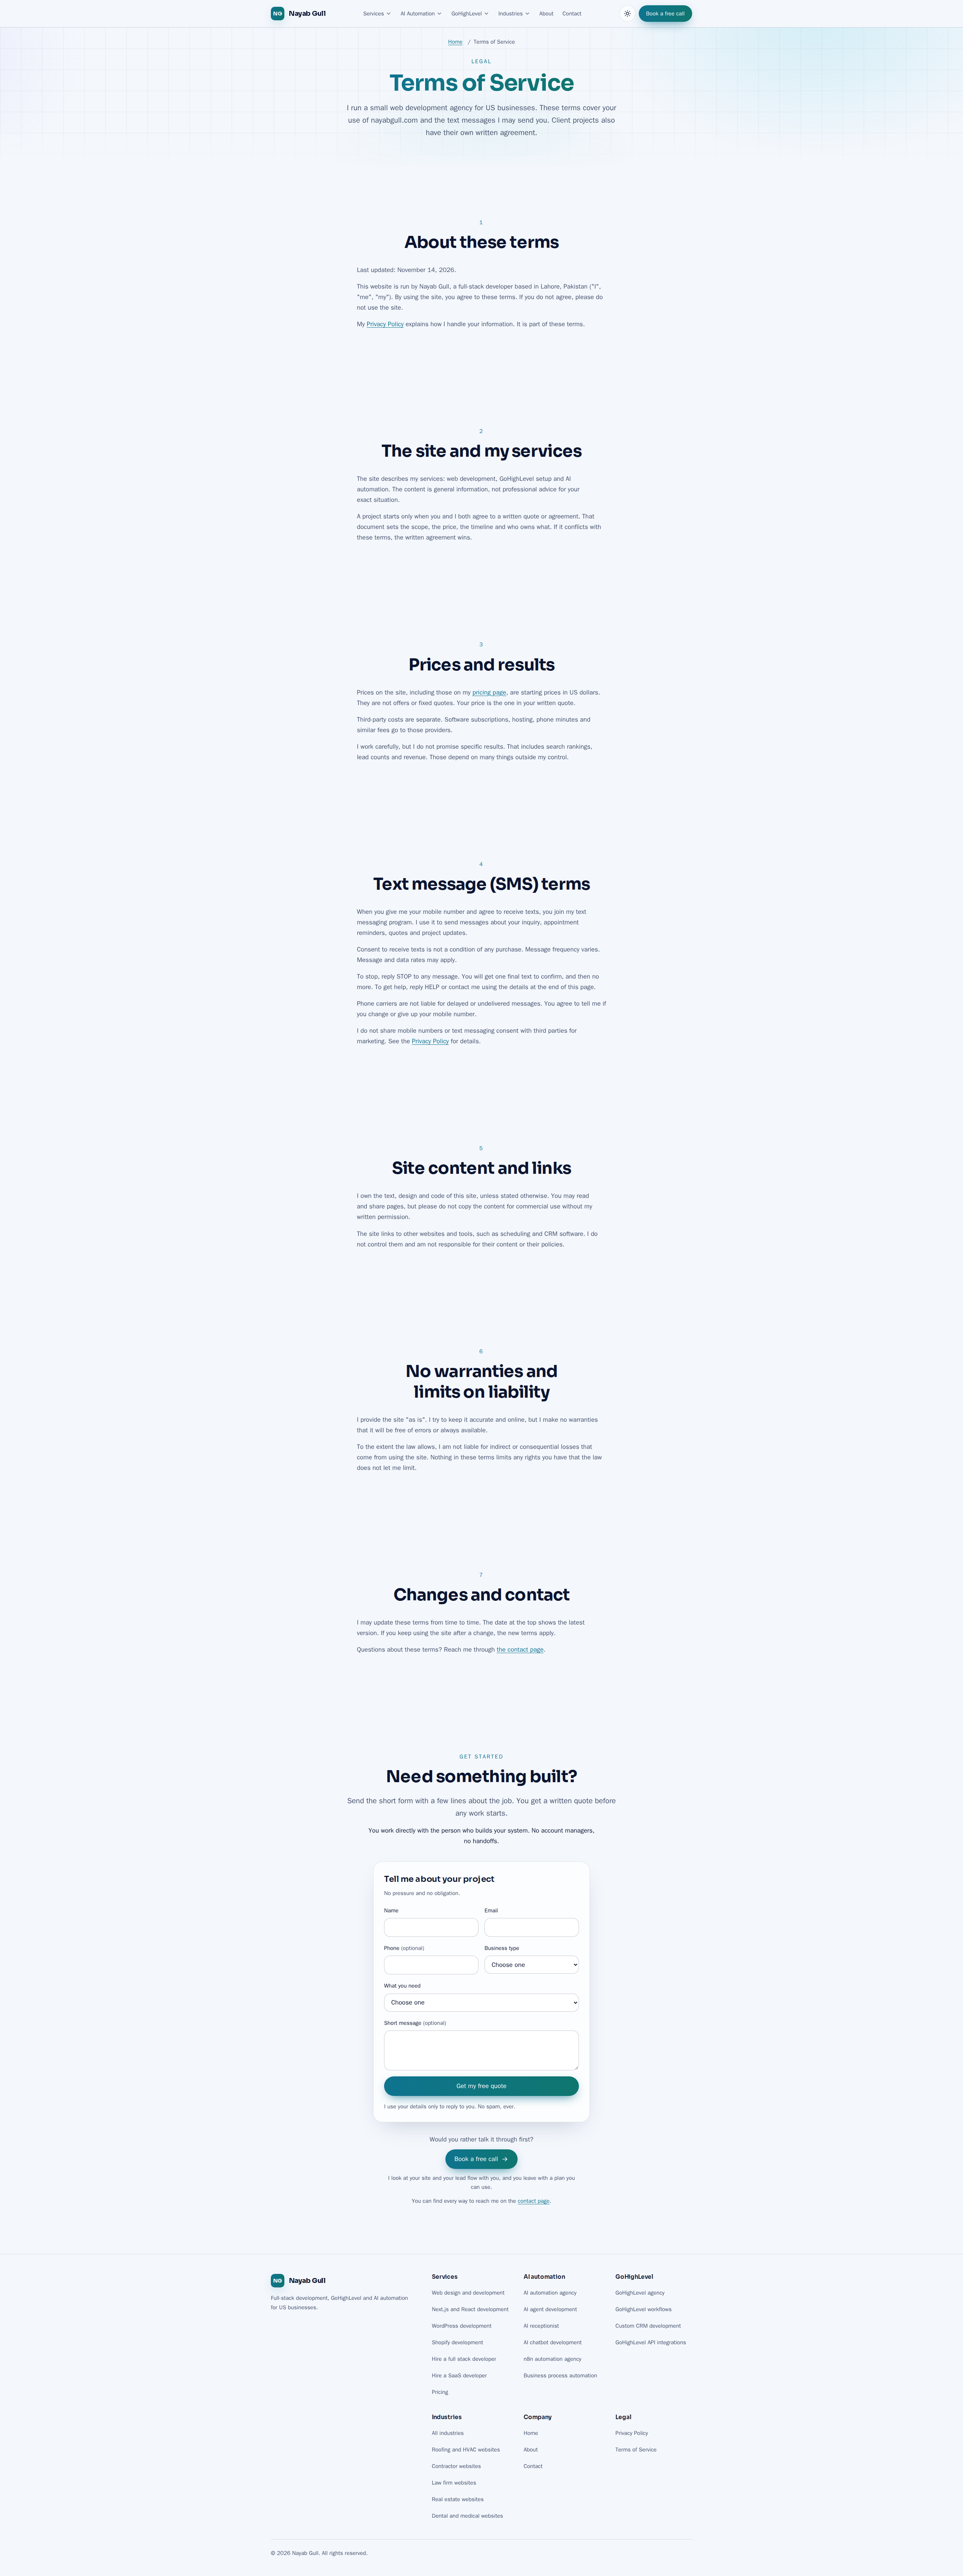 NG Nayab Gull Services AI Automation GoHighLevel Industries About Contact Book a free call
Home / Terms of Service
LEGAL
Terms of Service
I run a small web development agency for US businesses. These terms cover your
use of nayabgull.com and the text messages I may send you. Client projects also
have their own written agreement.
1
About these terms
Last updated: November 14, 2026.
This website is run by Nayab Gull, a full-stack developer based in Lahore, Pakistan ("I",
"me", "my"). By using the site, you agree to these terms. If you do not agree, please do
not use the site.
My Privacy Policy explains how I handle your information. It is part of these terms.
2
The site and my services
The site describes my services: web development, GoHighLevel setup and AI
automation. The content is general information, not professional advice for your
exact situation.
A project starts only when you and I both agree to a written quote or agreement. That
document sets the scope, the price, the timeline and who owns what. If it conflicts with
these terms, the written agreement wins.
3
Prices and results
Prices on the site, including those on my pricing page, are starting prices in US dollars.
They are not offers or fixed quotes. Your price is the one in your written quote.
Third-party costs are separate. Software subscriptions, hosting, phone minutes and
similar fees go to those providers.
I work carefully, but I do not promise specific results. That includes search rankings,
lead counts and revenue. Those depend on many things outside my control.
4
Text message (SMS) terms
When you give me your mobile number and agree to receive texts, you join my text
messaging program. I use it to send messages about your inquiry, appointment
reminders, quotes and project updates.
Consent to receive texts is not a condition of any purchase. Message frequency varies.
Message and data rates may apply.
To stop, reply STOP to any message. You will get one final text to confirm, and then no
more. To get help, reply HELP or contact me using the details at the end of this page.
Phone carriers are not liable for delayed or undelivered messages. You agree to tell me if
you change or give up your mobile number.
I do not share mobile numbers or text messaging consent with third parties for
marketing. See the Privacy Policy for details.
5
Site content and links
I own the text, design and code of this site, unless stated otherwise. You may read
and share pages, but please do not copy the content for commercial use without my
written permission.
The site links to other websites and tools, such as scheduling and CRM software. I do
not control them and am not responsible for their content or their policies.
6
No warranties and
limits on liability
I provide the site "as is". I try to keep it accurate and online, but I make no warranties
that it will be free of errors or always available.
To the extent the law allows, I am not liable for indirect or consequential losses that
come from using the site. Nothing in these terms limits any rights you have that the law
does not let me limit.
7
Changes and contact
I may update these terms from time to time. The date at the top shows the latest
version. If you keep using the site after a change, the new terms apply.
Questions about these terms? Reach me through the contact page.
GET STARTED
Need something built?
Send the short form with a few lines about the job. You get a written quote before
any work starts.
You work directly with the person who builds your system. No account managers,
no handoffs.
Tell me about your project
No pressure and no obligation.
Name Email
Phone (optional) Business type
Choose one
What you need
Choose one
Short message (optional)
Get my free quote
I use your details only to reply to you. No spam, ever.
Would you rather talk it through first?
Book a free call →
I look at your site and your lead flow with you, and you leave with a plan you
can use.
You can find every way to reach me on the contact page.
NG Nayab Gull
Full-stack development, GoHighLevel and AI automation
for US businesses.
Services
Web design and development
Next.js and React development
WordPress development
Shopify development
Hire a full stack developer
Hire a SaaS developer
Pricing
AI automation
AI automation agency
AI agent development
AI receptionist
AI chatbot development
n8n automation agency
Business process automation
GoHighLevel
GoHighLevel agency
GoHighLevel workflows
Custom CRM development
GoHighLevel API integrations
Industries
All industries
Roofing and HVAC websites
Contractor websites
Law firm websites
Real estate websites
Dental and medical websites
Company
Home
About
Contact
Legal
Privacy Policy
Terms of Service
© 2026 Nayab Gull. All rights reserved.